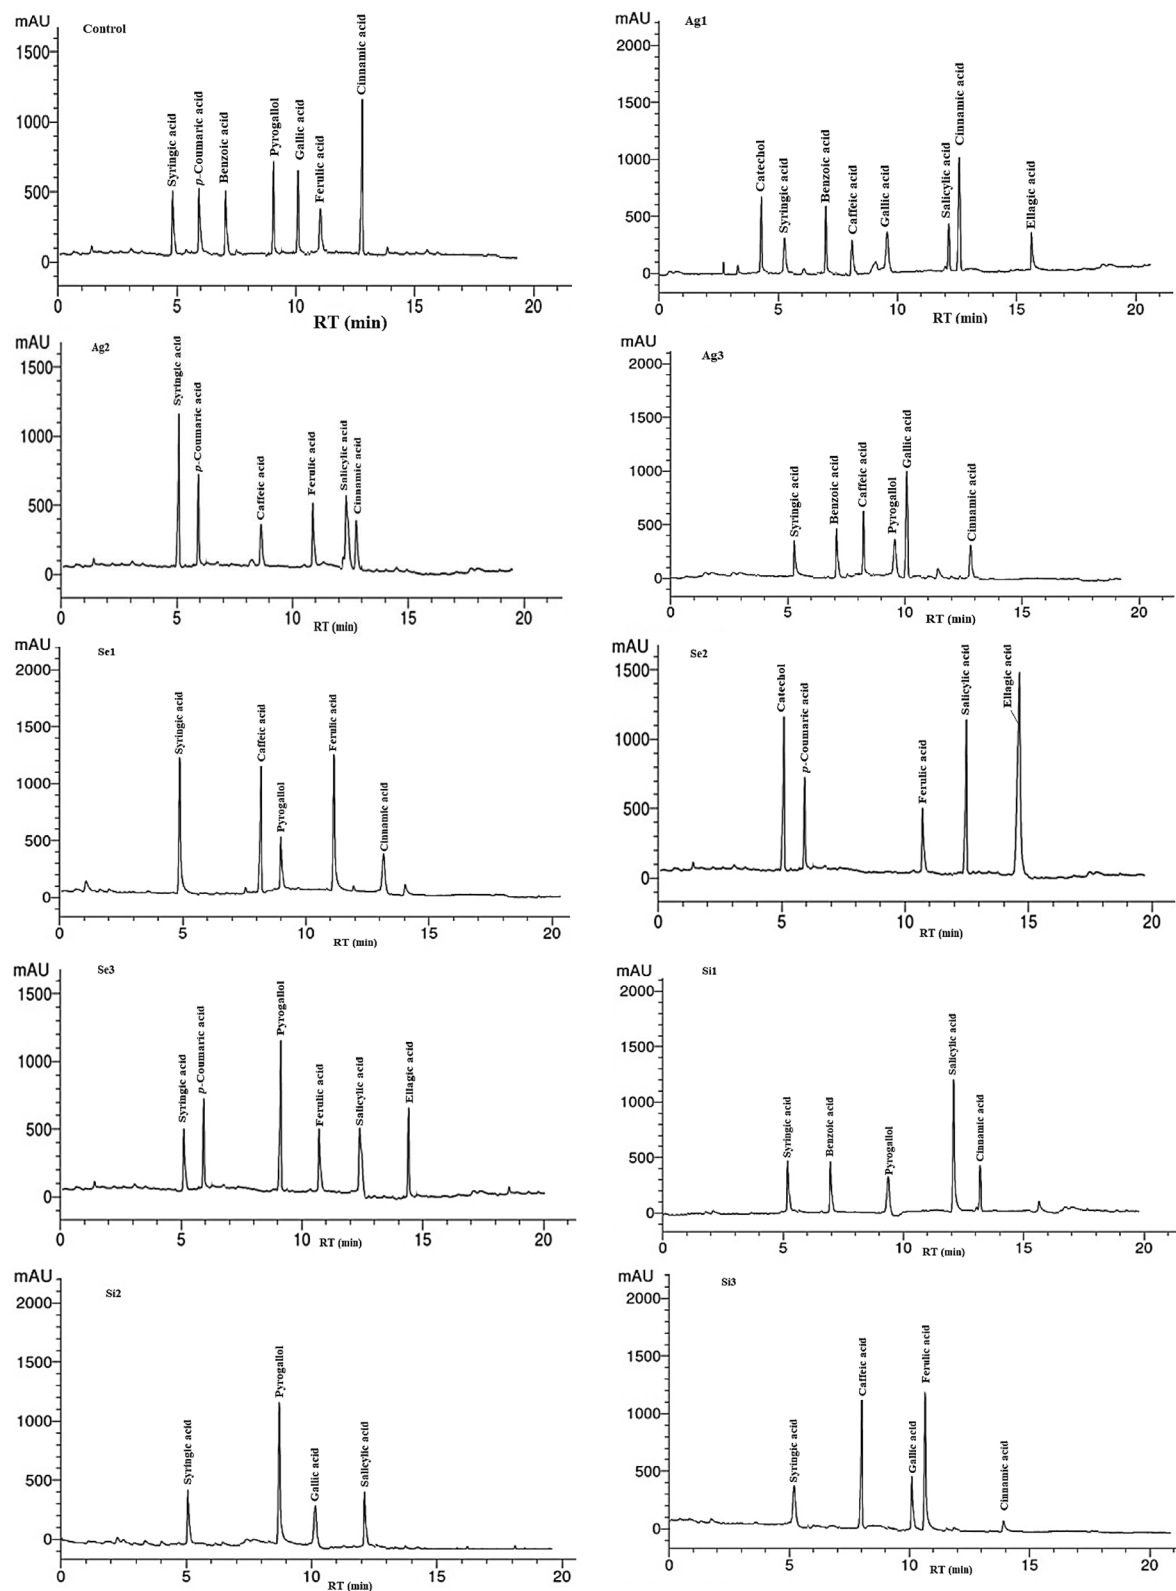 mAU
Control
1500
1000
500
0
Syringic acid
p-Coumaric acid
Benzoic acid
Pyrogallol
Gallic acid
Ferulic acid
Cinnamic acid
0 5 10 15 20
RT (min)
mAU
Ag1
2000
1500
1000
500
0
Catechol
Syringic acid
Benzoic acid
Caffeic acid
Gallic acid
Salicylic acid
Cinnamic acid
Ellagic acid
0 5 10 15 20
RT (min)
mAU
Ag2
1500
1000
500
0
Syringic acid
p-Coumaric acid
Caffeic acid
Ferulic acid
Salicylic acid
Cinnamic acid
0 5 10 15 20
RT (min)
mAU
Ag3
2000
1500
1000
500
0
Syringic acid
Benzoic acid
Caffeic acid
Pyrogallol
Gallic acid
Cinnamic acid
0 5 10 15 20
RT (min)
mAU
Se1
2000
1500
1000
500
0
Syringic acid
Caffeic acid
Pyrogallol
Ferulic acid
Cinnamic acid
0 5 10 15 20
RT (min)
mAU
Se2
1500
1000
500
0
Catechol
p-Coumaric acid
Ferulic acid
Salicylic acid
Ellagic acid
0 5 10 15 20
RT (min)
mAU
Se3
1500
1000
500
0
Syringic acid
p-Coumaric acid
Pyrogallol
Ferulic acid
Salicylic acid
Ellagic acid
0 5 10 15 20
RT (min)
mAU
Si1
2000
1500
1000
500
0
Syringic acid
Benzoic acid
Pyrogallol
Salicylic acid
Cinnamic acid
0 5 10 15 20
RT (min)
mAU
Si2
2000
1500
1000
500
0
Syringic acid
Pyrogallol
Gallic acid
Salicylic acid
0 5 10 15 20
RT (min)
mAU
Si3
2000
1500
1000
500
0
Syringic acid
Caffeic acid
Gallic acid
Ferulic acid
Cinnamic acid
0 5 10 15 20
RT (min)